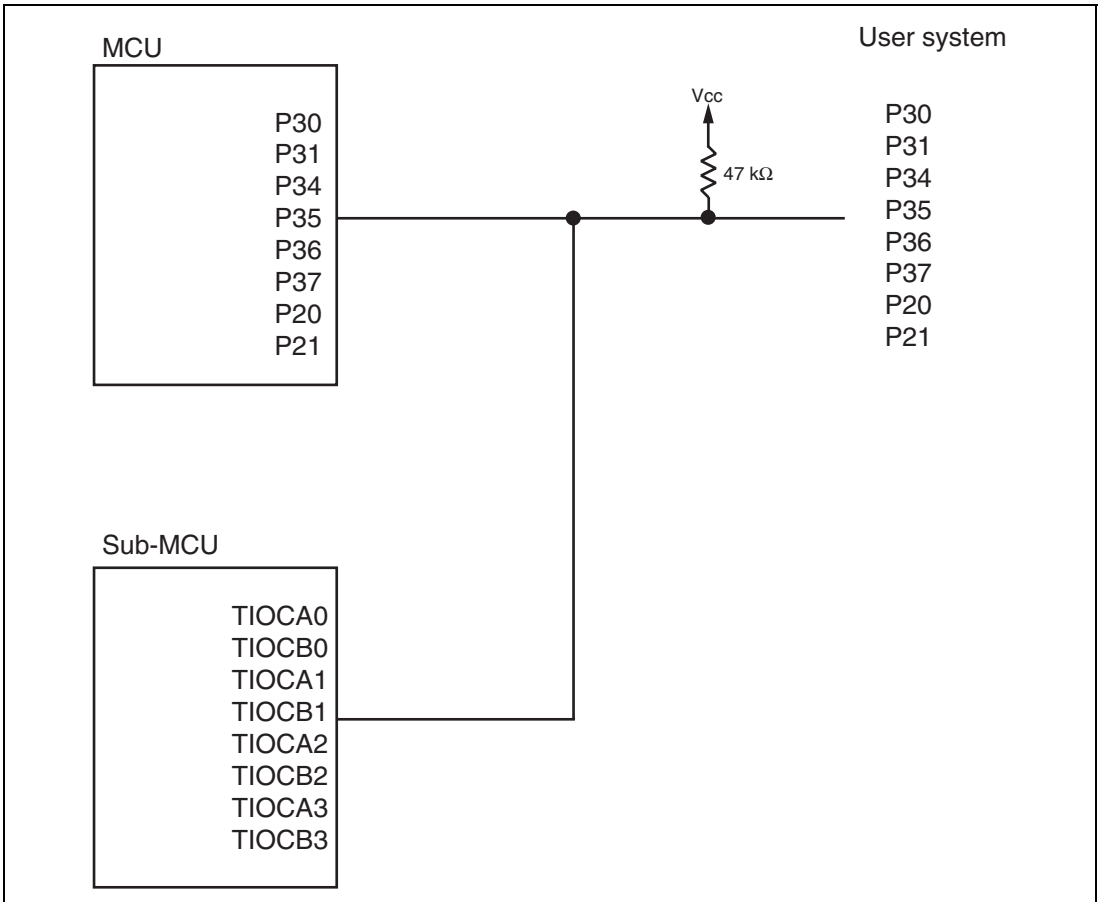 MCU
P30
P31
P34
P35
P36
P37
P20
P21
Vcc
47 kΩ
User system
P30
P31
P34
P35
P36
P37
P20
P21
Sub-MCU
TIOCA0
TIOCB0
TIOCA1
TIOCB1
TIOCA2
TIOCB2
TIOCA3
TIOCB3